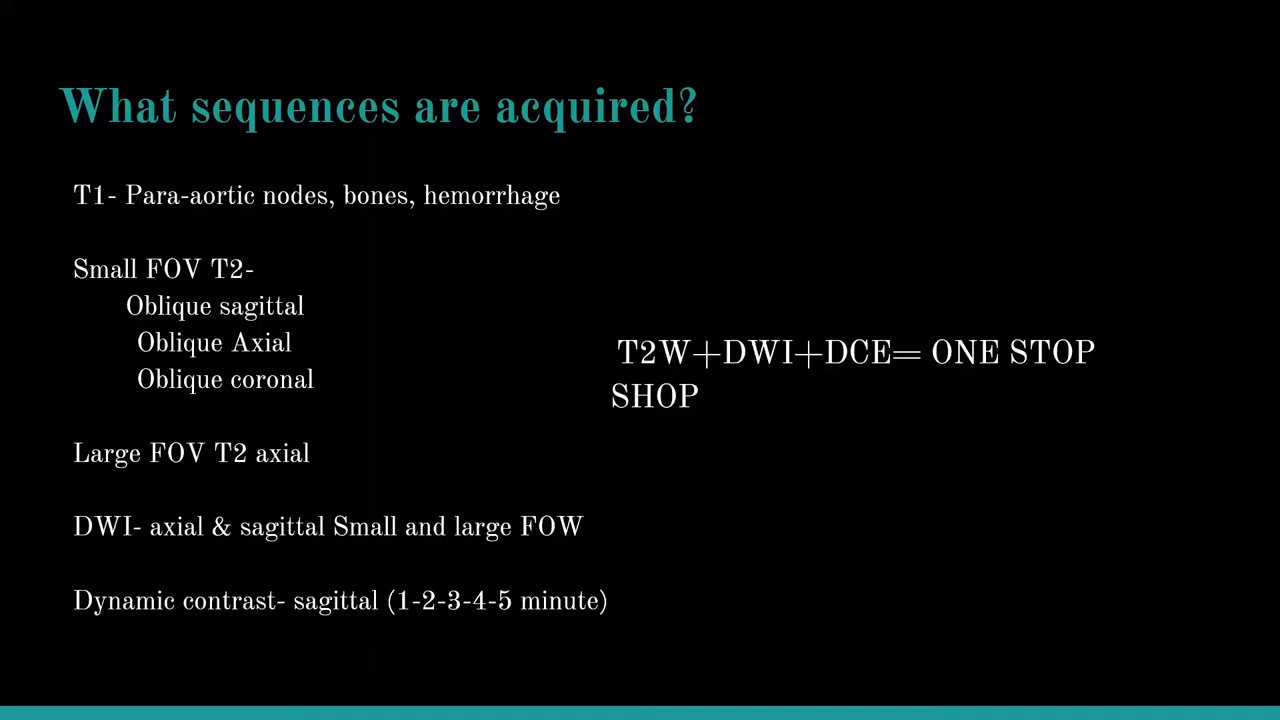 What sequences are acquired?
T1- Para-aortic nodes, bones, hemorrhage
Small FOV T2-
Oblique sagittal
Oblique Axial
Oblique coronal
Large FOV T2 axial
DWI- axial & sagittal Small and large FOW
Dynamic contrast- sagittal (1-2-3-4-5 minute)
T2W+DWI+DCE= ONE STOP
SHOP